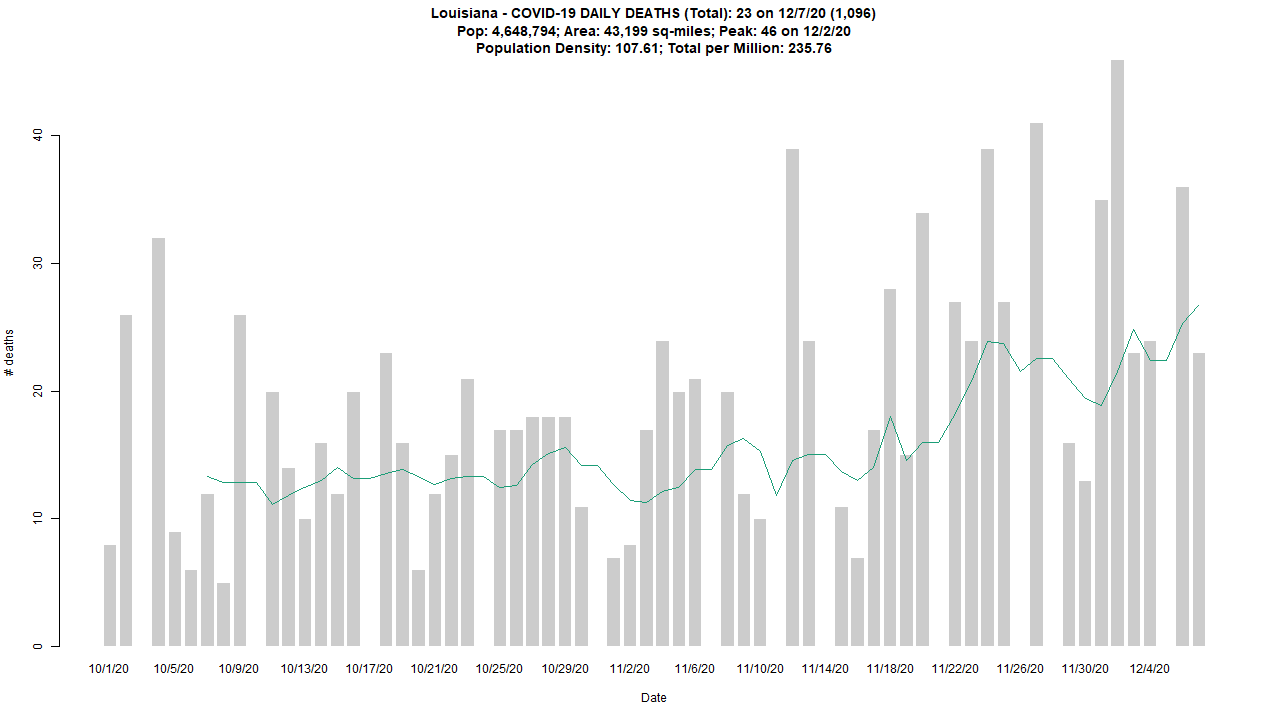 Louisiana - COVID-19 DAILY DEATHS (Total): 23 on 12/7/20 (1,096)
Pop: 4,648,794; Area: 43,199 sq-miles; Peak: 46 on 12/2/20
Population Density: 107.61; Total per Million: 235.76
40
30
20
10
0
# deaths
10/1/20 10/5/20 10/9/20 10/13/20 10/17/20 10/21/20 10/25/20 10/29/20 11/2/20 11/6/20 11/10/20 11/14/20 11/18/20 11/22/20 11/26/20 11/30/20 12/4/20
Date